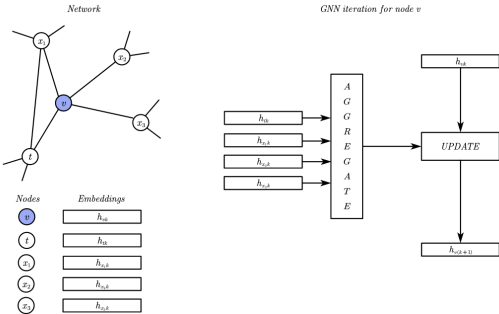 Network
GNN iteration for node v
x₁
x₂
v
x₃
t
h_vk
A
G
G
R
E
G
A
T
E
h_tk
h_x₁k
h_x₂k
h_x₃k
UPDATE
h_v(k+1)
Nodes Embeddings
v h_vk
t h_tk
x₁ h_x₁k
x₂ h_x₂k
x₃ h_x₃k